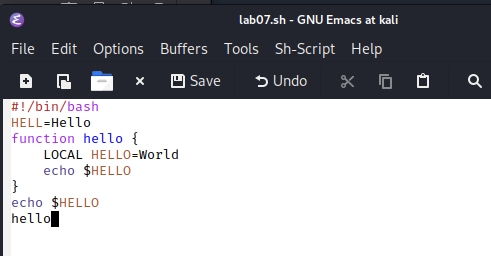 lab07.sh - GNU Emacs at kali
File Edit Options Buffers Tools Sh-Script Help
Save Undo
#!/bin/bash
HELL=Hello
function hello {
    LOCAL HELLO=World
    echo $HELLO
}
echo $HELLO
hello